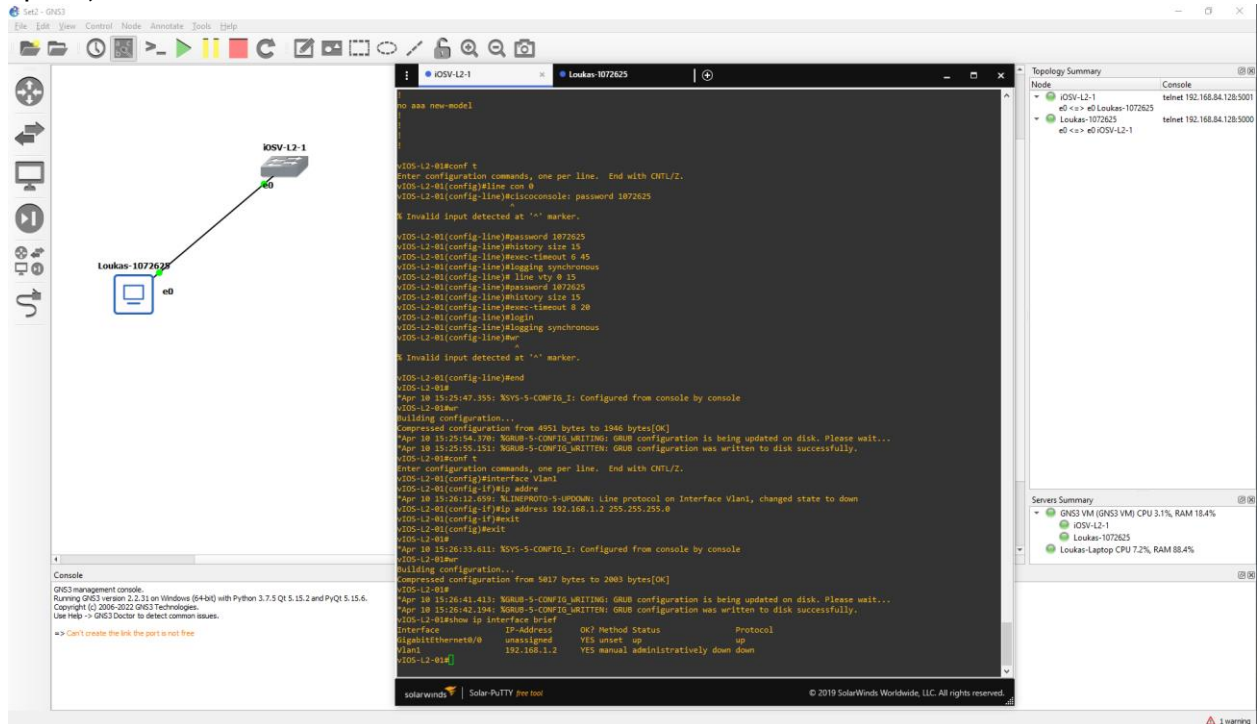 Set2 - GNS3
File Edit View Control Node Annotate Tools Help
iOSV-L2-1
e0
Loukas-1072625
e0
iOSV-L2-1 × Loukas-1072625
!
no aaa new-model
!
!
!
!
vIOS-L2-01#conf t
Enter configuration commands, one per line. End with CNTL/Z.
vIOS-L2-01(config)#line con 0
vIOS-L2-01(config-line)#ciscoconsole: password 1072625
^
% Invalid input detected at '^' marker.
vIOS-L2-01(config-line)#password 1072625
vIOS-L2-01(config-line)#history size 15
vIOS-L2-01(config-line)#exec-timeout 6 45
vIOS-L2-01(config-line)#logging synchronous
vIOS-L2-01(config-line)# line vty 0 15
vIOS-L2-01(config-line)#password 1072625
vIOS-L2-01(config-line)#history size 15
vIOS-L2-01(config-line)#exec-timeout 8 20
vIOS-L2-01(config-line)#login
vIOS-L2-01(config-line)#logging synchronous
vIOS-L2-01(config-line)#wr
^
% Invalid input detected at '^' marker.
vIOS-L2-01(config-line)#end
vIOS-L2-01#
*Apr 10 15:25:47.355: %SYS-5-CONFIG_I: Configured from console by console
vIOS-L2-01#wr
Building configuration...
Compressed configuration from 4951 bytes to 1946 bytes[OK]
*Apr 10 15:25:54.370: %GRUB-5-CONFIG_WRITING: GRUB configuration is being updated on disk. Please wait...
*Apr 10 15:25:55.151: %GRUB-5-CONFIG_WRITTEN: GRUB configuration was written to disk successfully.
vIOS-L2-01#conf t
Enter configuration commands, one per line. End with CNTL/Z.
vIOS-L2-01(config)#interface Vlan1
vIOS-L2-01(config-if)#ip addre
*Apr 10 15:26:12.659: %LINEPROTO-5-UPDOWN: Line protocol on Interface Vlan1, changed state to down
vIOS-L2-01(config-if)#ip address 192.168.1.2 255.255.255.0
vIOS-L2-01(config-if)#exit
vIOS-L2-01(config)#exit
vIOS-L2-01#
*Apr 10 15:26:33.611: %SYS-5-CONFIG_I: Configured from console by console
vIOS-L2-01#wr
Building configuration...
Compressed configuration from 5017 bytes to 2003 bytes[OK]
vIOS-L2-01#
*Apr 10 15:26:41.413: %GRUB-5-CONFIG_WRITING: GRUB configuration is being updated on disk. Please wait...
*Apr 10 15:26:42.194: %GRUB-5-CONFIG_WRITTEN: GRUB configuration was written to disk successfully.
vIOS-L2-01#show ip interface brief
Interface IP-Address OK? Method Status Protocol
GigabitEthernet0/0 unassigned YES unset up up
Vlan1 192.168.1.2 YES manual administratively down down
vIOS-L2-01#
solarwinds Solar-PuTTY free tool © 2019 SolarWinds Worldwide, LLC. All rights reserved.
Topology Summary
Node Console
iOSV-L2-1 telnet 192.168.84.128:5001
e0 <=> e0 Loukas-1072625
Loukas-1072625 telnet 192.168.84.128:5000
e0 <=> e0 iOSV-L2-1
Servers Summary
GNS3 VM (GNS3 VM) CPU 3.1%, RAM 18.4%
iOSV-L2-1
Loukas-1072625
Loukas-Laptop CPU 7.2%, RAM 88.4%
Console
GNS3 management console.
Running GNS3 version 2.2.31 on Windows (64-bit) with Python 3.7.5 Qt 5.15.2 and PyQt 5.15.6.
Copyright (c) 2006-2022 GNS3 Technologies.
Use Help -> GNS3 Doctor to detect common issues.
=> Can't create the link the port is not free
1 warning